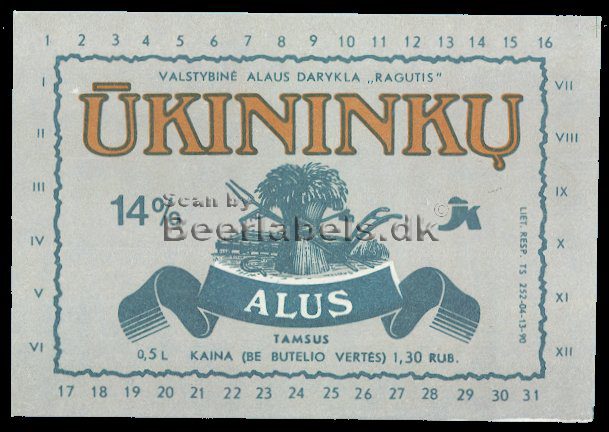 1 2 3 4 5 6 7 8 9 10 11 12 13 14 15 16
VALSTYBINĖ ALAUS DARYKLA „RAGUTIS"
ŪKININKŲ
14%
Scan by
©
Beerlabels.dk
ALUS
TAMSUS
0,5 L KAINA (BE BUTELIO VERTĖS) 1,30 RUB.
LIET. RESP. TS 252-04-13-90
I
II
III
IV
V
VI
VII
VIII
IX
X
XI
XII
17 18 19 20 21 22 23 24 25 26 27 28 29 30 31